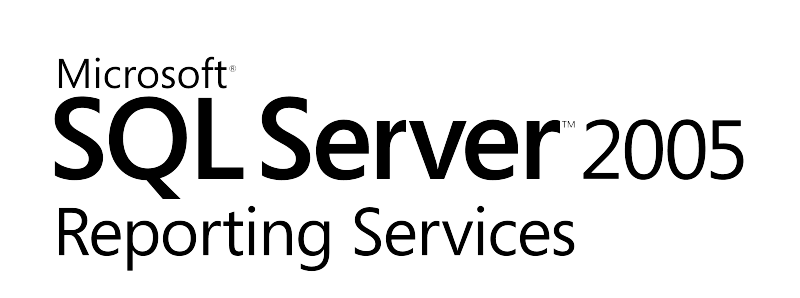 Microsoft®
SQL Server™ 2005
Reporting Services